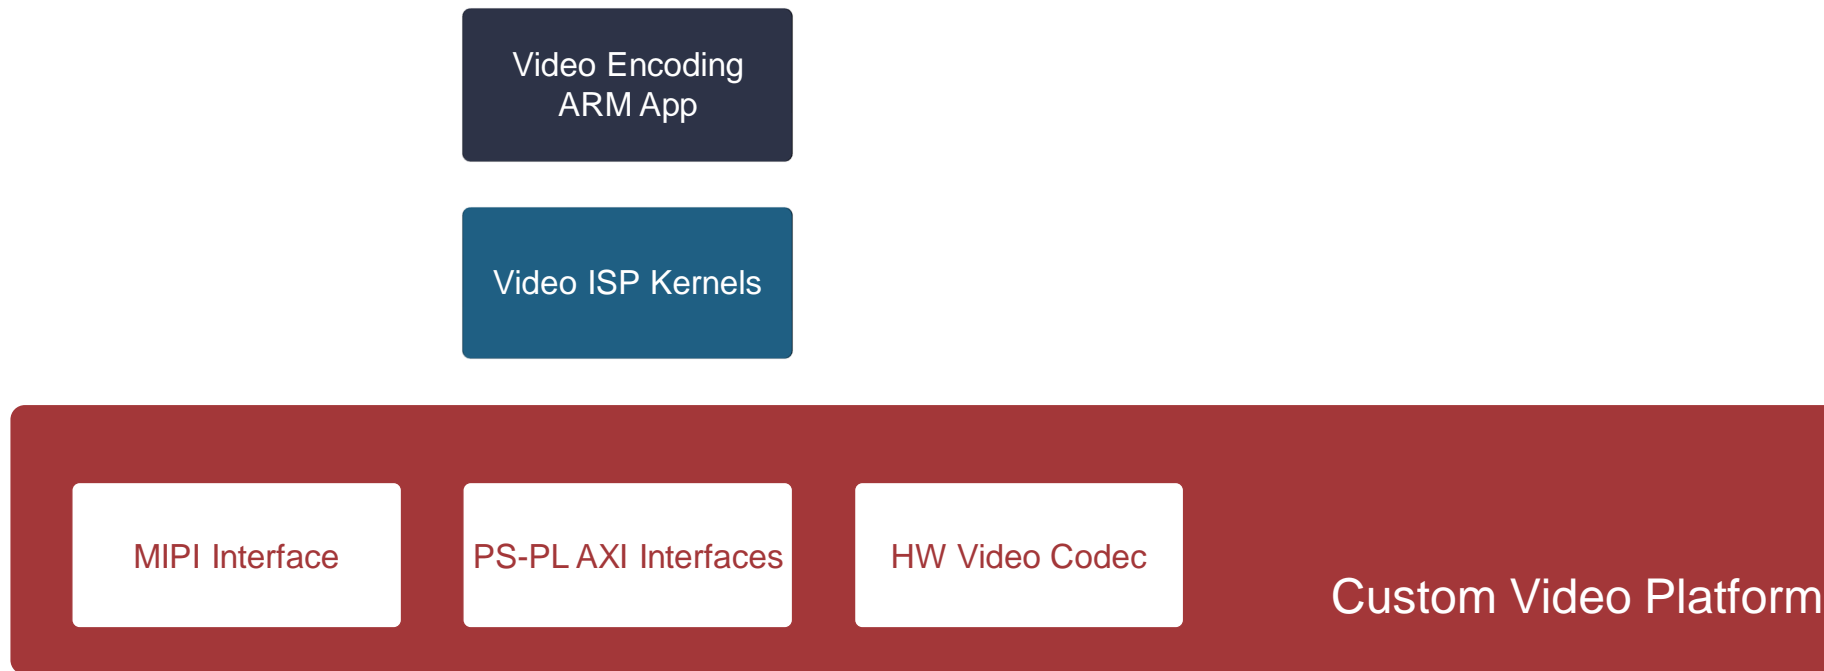 Video Encoding
ARM App
Video ISP Kernels
MIPI Interface
PS-PL AXI Interfaces
HW Video Codec
Custom Video Platform